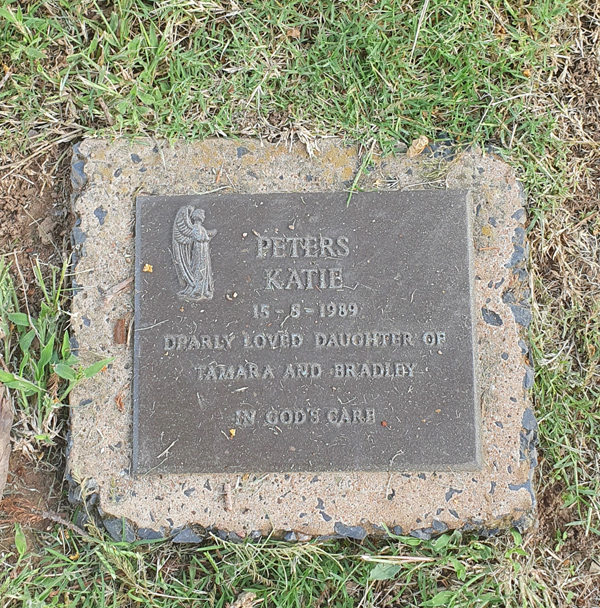 PETERS
KATIE
15-8-1989
DEARLY LOVED DAUGHTER OF
TAMARA AND BRADLEY
IN GOD'S CARE